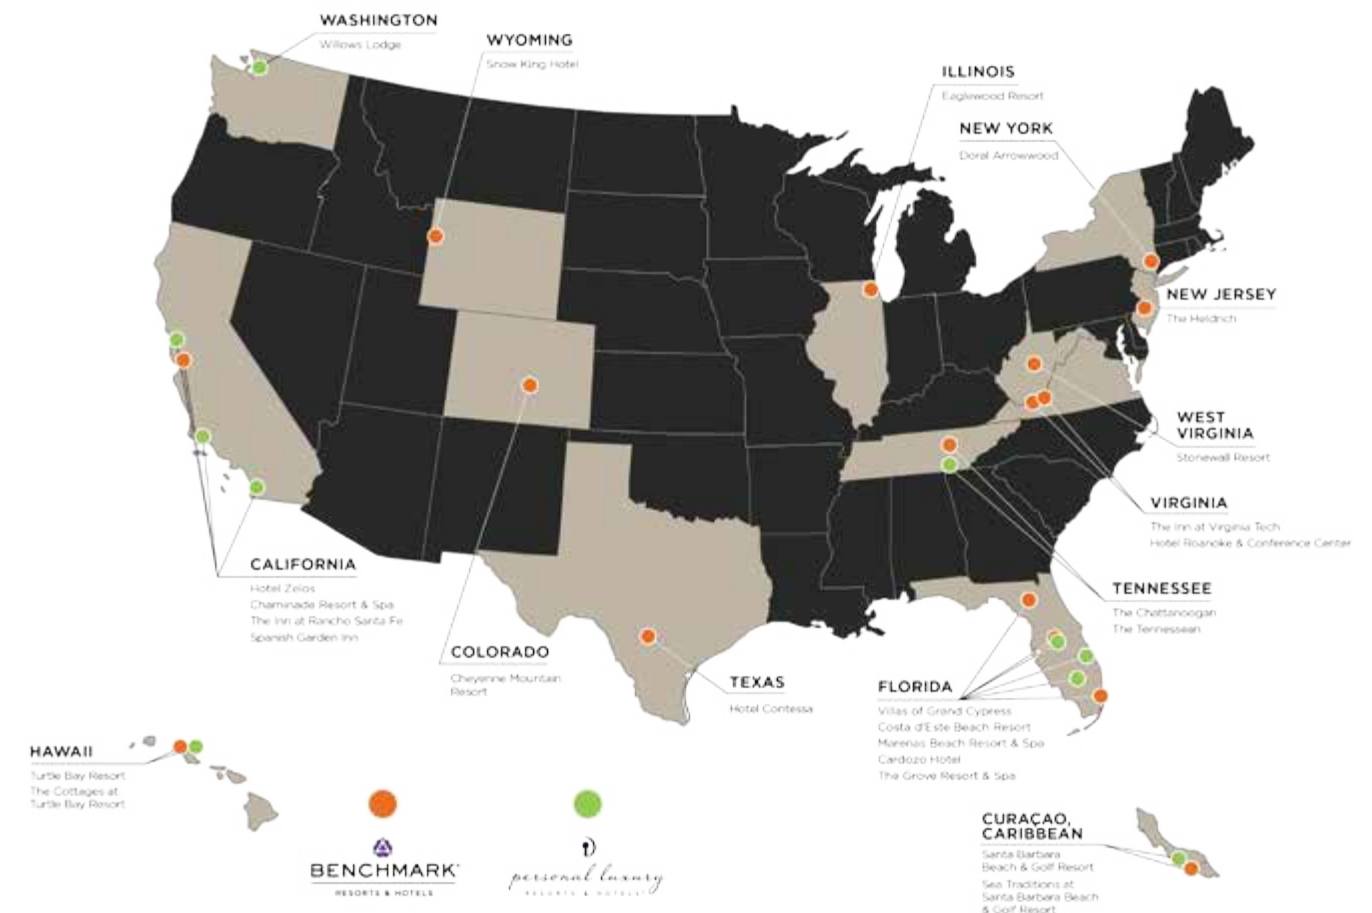 WASHINGTON
Willows Lodge
WYOMING
Snow King Hotel
ILLINOIS
Eaglewood Resort
NEW YORK
Doral Arrowwood
NEW JERSEY
The Heldrich
WEST
VIRGINIA
Stonewall Resort
VIRGINIA
The Inn at Virginia Tech
Hotel Roanoke & Conference Center
TENNESSEE
The Chattanoogan
The Tennessean
CALIFORNIA
Hotel Zelos
Chaminade Resort & Spa
The Inn at Rancho Santa Fe
Spanish Garden Inn
COLORADO
Cheyenne Mountain
Resort
TEXAS
Hotel Contessa
FLORIDA
Villas of Grand Cypress
Costa d'Este Beach Resort
Marenas Beach Resort & Spa
Cardozo Hotel
The Grove Resort & Spa
HAWAII
Turtle Bay Resort
The Cottages at
Turtle Bay Resort
BENCHMARK
RESORTS & HOTELS
personal luxury
RESORTS & HOTELS
CURAÇAO,
CARIBBEAN
Santa Barbara
Beach & Golf Resort
Sea Traditions at
Santa Barbara Beach
& Golf Resort